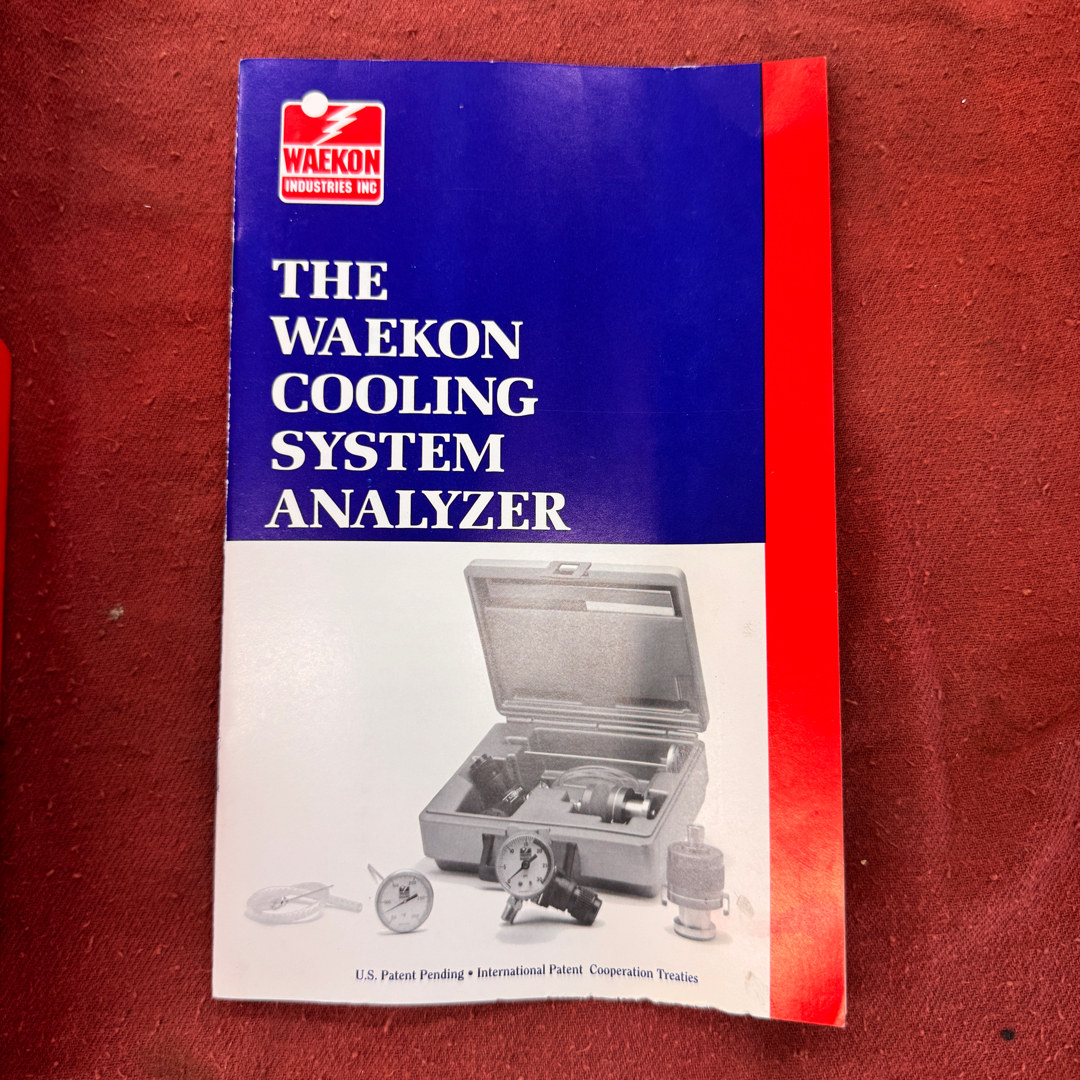 WAEKON
INDUSTRIES INC
THE
WAEKON
COOLING
SYSTEM
ANALYZER
U.S. Patent Pending • International Patent Cooperation Treaties